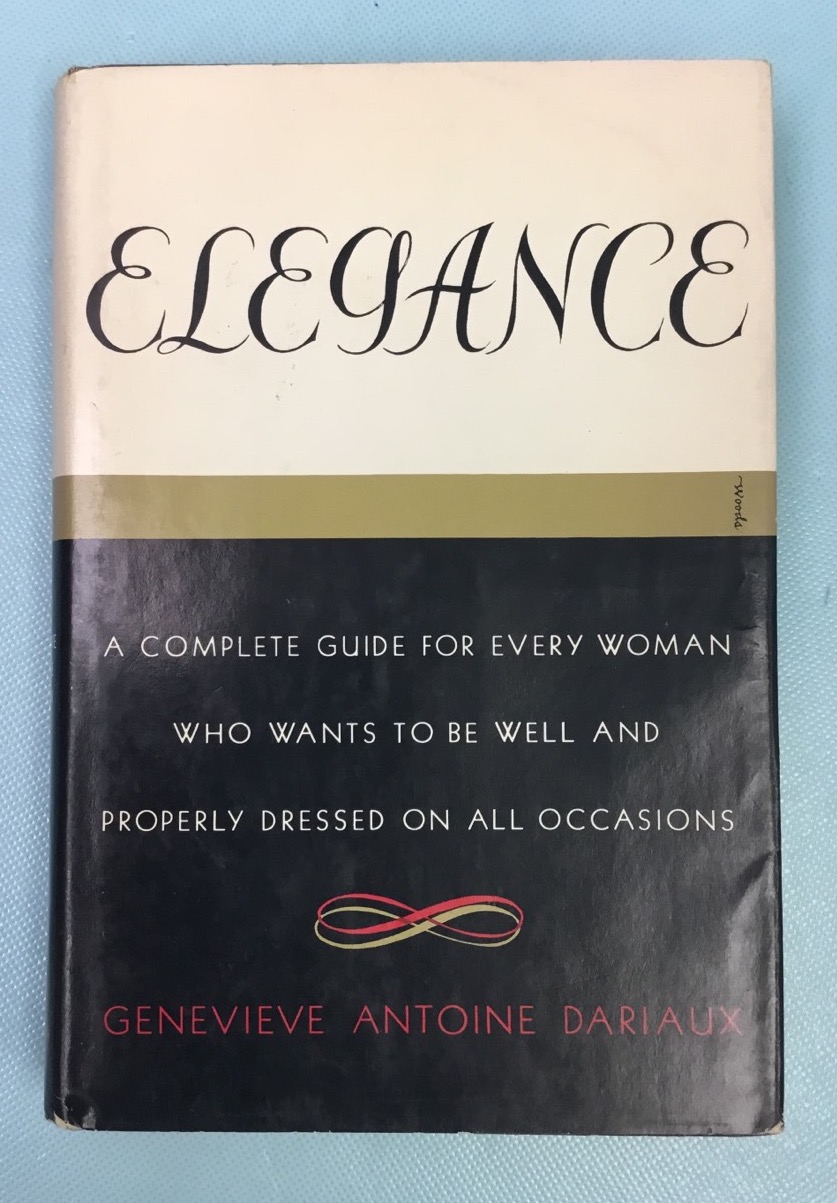 ELEGANCE
Woods
A COMPLETE GUIDE FOR EVERY WOMAN
WHO WANTS TO BE WELL AND
PROPERLY DRESSED ON ALL OCCASIONS
GENEVIEVE ANTOINE DARIAUX